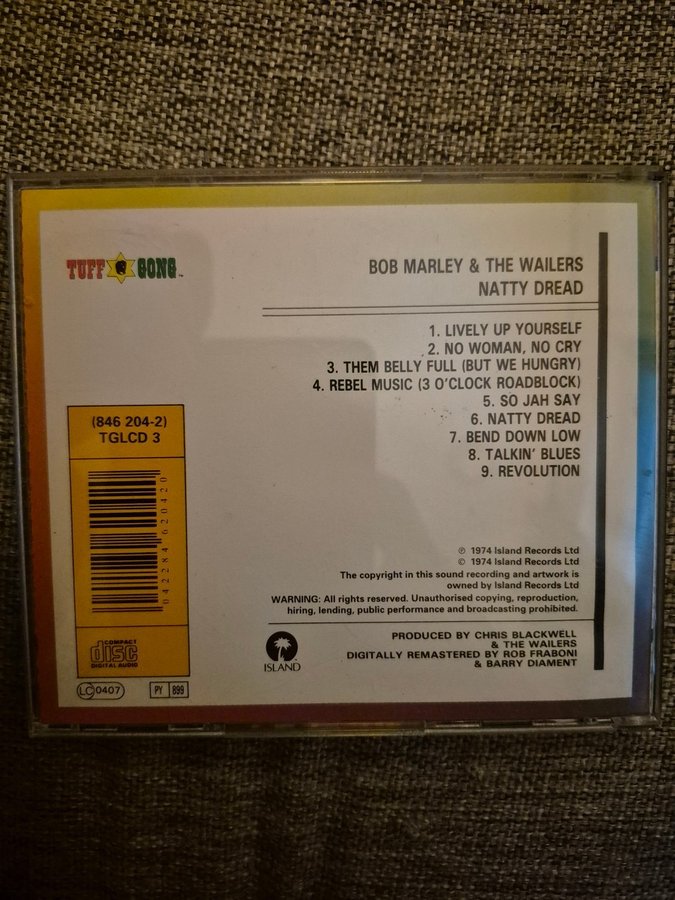 TUFF GONG™
BOB MARLEY & THE WAILERS
NATTY DREAD
1. LIVELY UP YOURSELF
2. NO WOMAN, NO CRY
3. THEM BELLY FULL (BUT WE HUNGRY)
4. REBEL MUSIC (3 O'CLOCK ROADBLOCK)
5. SO JAH SAY
6. NATTY DREAD
7. BEND DOWN LOW
8. TALKIN' BLUES
9. REVOLUTION
(846 204-2)
TGLCD 3
042284620420
COMPACT
disc
DIGITAL AUDIO
LC 0407
PY 899
℗ 1974 Island Records Ltd
© 1974 Island Records Ltd
The copyright in this sound recording and artwork is
owned by Island Records Ltd
WARNING: All rights reserved. Unauthorised copying, reproduction,
hiring, lending, public performance and broadcasting prohibited.
ISLAND
PRODUCED BY CHRIS BLACKWELL
& THE WAILERS
DIGITALLY REMASTERED BY ROB FRABONI
& BARRY DIAMENT